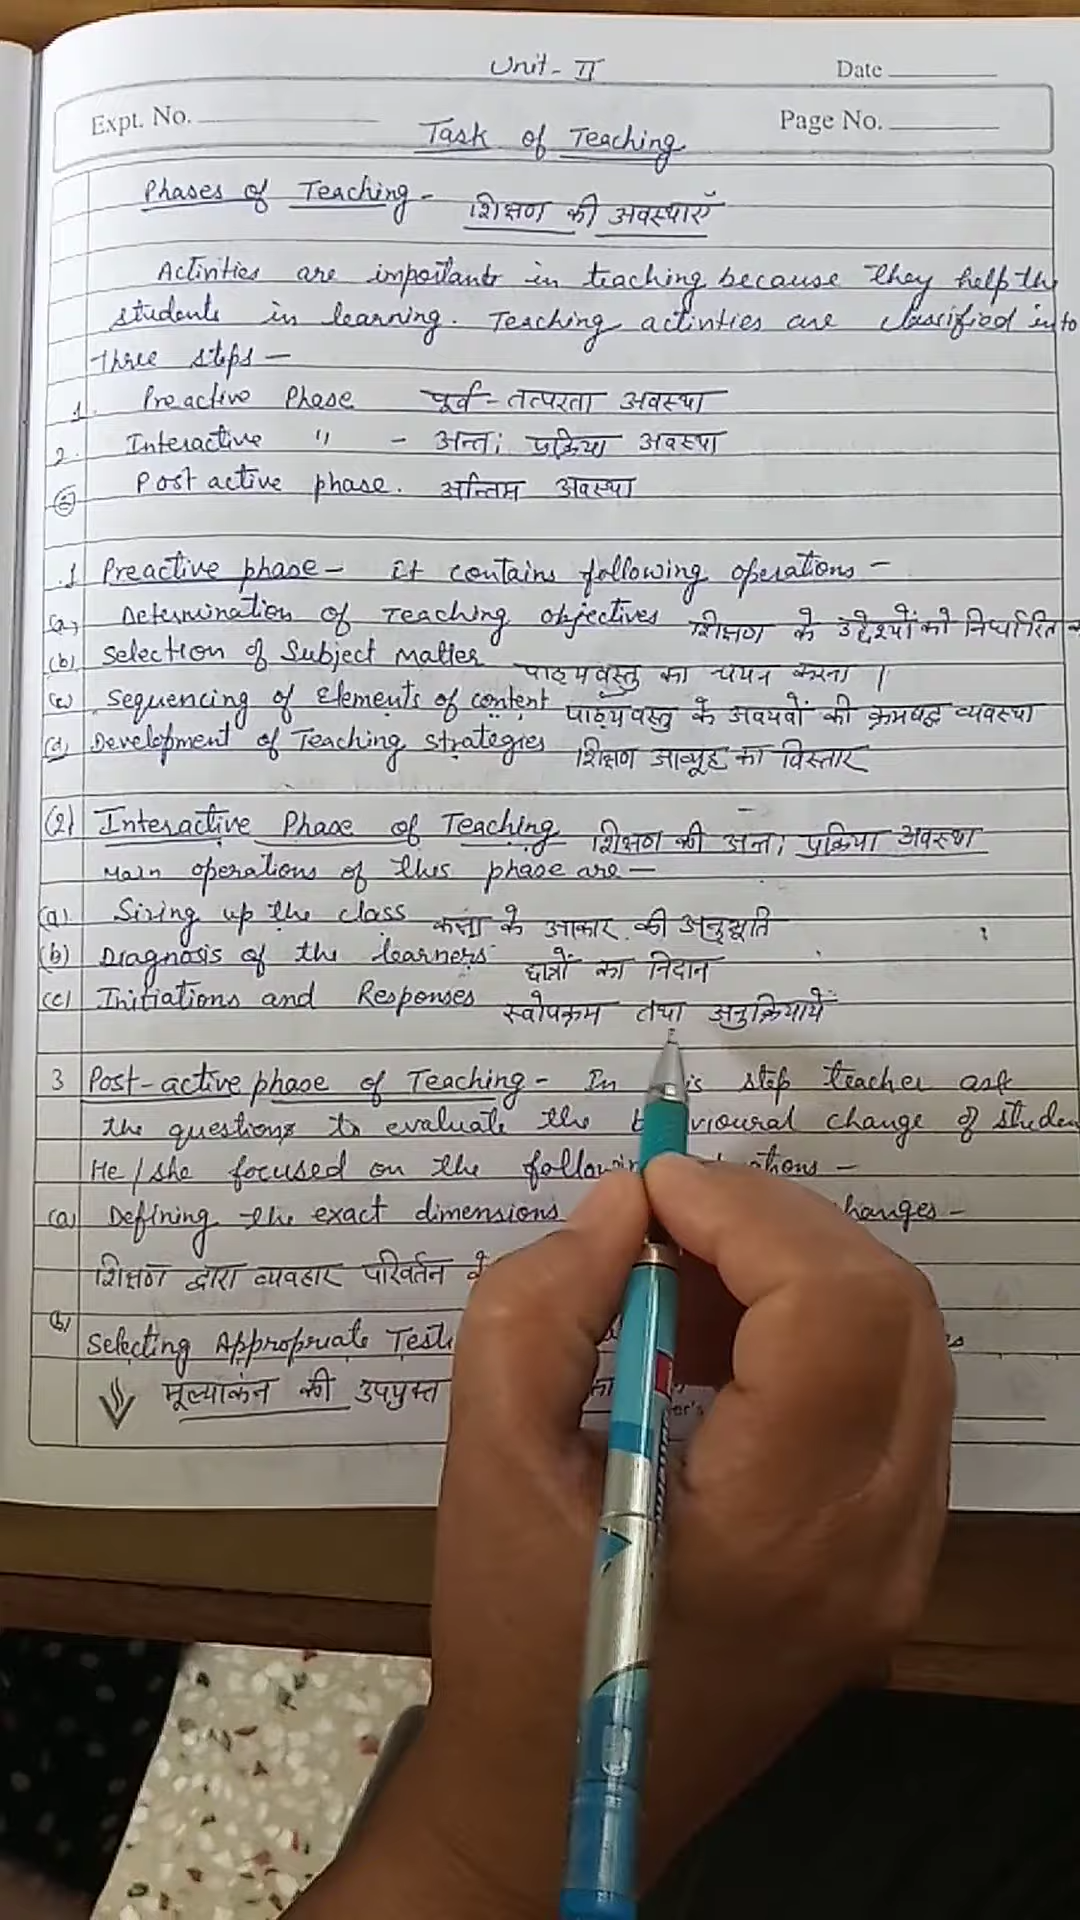 Unit - II
Date
Expt. No.
Page No.
Task of Teaching
Phases of Teaching - शिक्षण की अवस्थाएँ
Activities are important in teaching because they help the
students in learning. Teaching activities are classified into
three steps -
1. Preactive Phase पूर्व - तत्परता अवस्था
2. Interactive " - अन्त: प्रक्रिया अवस्था
Post active phase. अन्तिम अवस्था
1 Preactive phase - it contains following operations -
(a) Determination of Teaching objectives शिक्षण के उद्देश्यों को निर्धारित
(b) Selection of Subject Matter पाठ्यवस्तु का चयन करना।
(c) Sequencing of Elements of content पाठ्यवस्तु के अवयवों की क्रमबद्ध व्यवस्था
(d) Development of Teaching strategies शिक्षण आव्यूह का विस्तार
(2) Interactive Phase of Teaching शिक्षण की अन्त: प्रक्रिया अवस्था
Main operations of this phase are -
(a) Sizing up the class कक्षा के आकार की अनुभूति
(b) Diagnosis of the learners छात्रों का निदान
(c) Initiations and Responses स्वोपक्रम तथा अनुक्रियायें
3 Post-active phase of Teaching - In step teacher ask
the questions to evaluate the change of
He/she focused on the -
(a) Defining the exact dimensions changes -
शिक्षण द्वारा व्यवहार परिवर्तन के
(b) Selecting Appropriate
मूल्याकंन की उपयुक्त